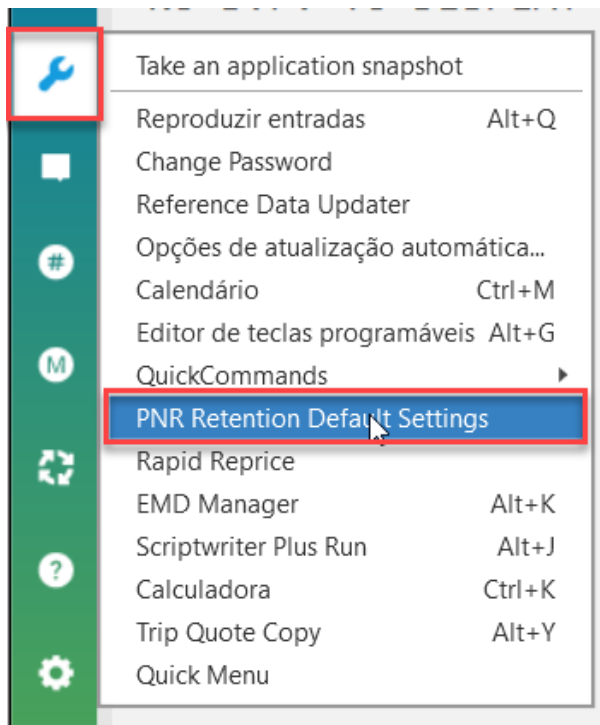 Take an application snapshot
Reproduzir entradas Alt+Q
Change Password
Reference Data Updater
Opções de atualização automática...
Calendário Ctrl+M
Editor de teclas programáveis Alt+G
QuickCommands
PNR Retention Default Settings
Rapid Reprice
EMD Manager Alt+K
Scriptwriter Plus Run Alt+J
Calculadora Ctrl+K
Trip Quote Copy Alt+Y
Quick Menu
#
M
?